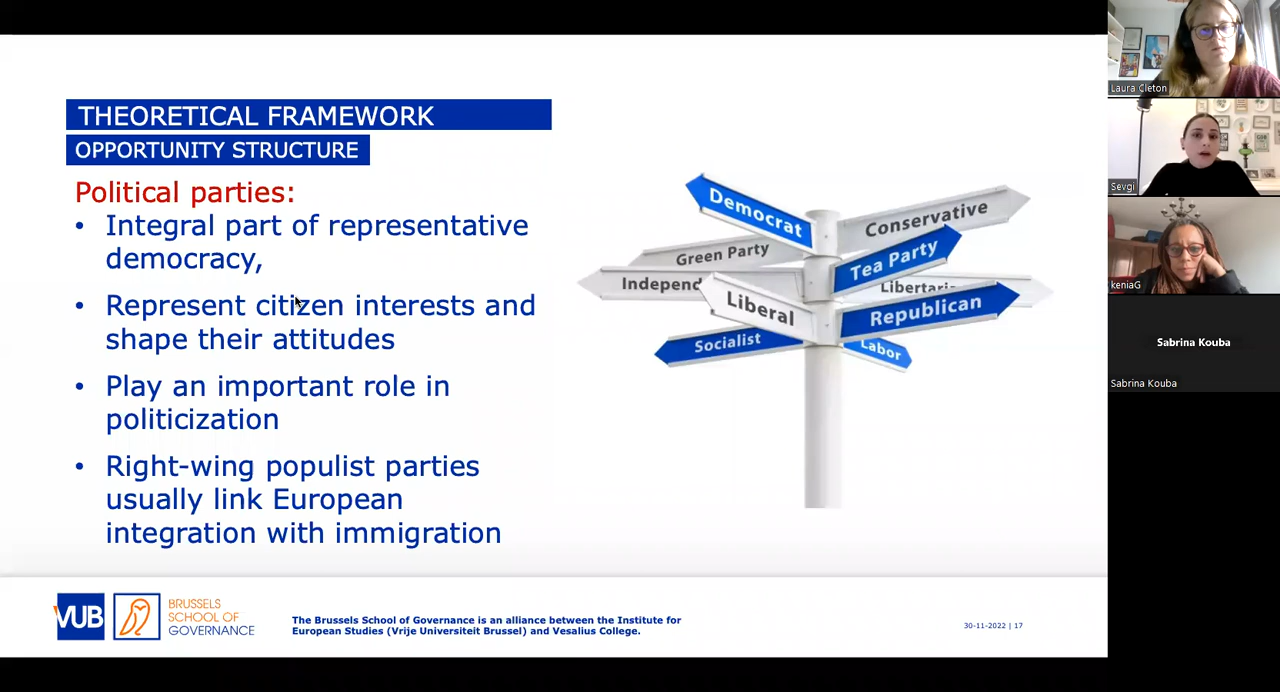 THEORETICAL FRAMEWORK
OPPORTUNITY STRUCTURE
Political parties:
• Integral part of representative
democracy,
• Represent citizen interests and
shape their attitudes
• Play an important role in
politicization
• Right-wing populist parties
usually link European
integration with immigration
Democrat
Conservative
Green Party
Tea Party
Independ
Libertari
Liberal
Republican
Socialist
Labor
VUB
BRUSSELS
SCHOOL OF
GOVERNANCE
The Brussels School of Governance is an alliance between the Institute for
European Studies (Vrije Universiteit Brussel) and Vesalius College.
30-11-2022 | 17
Laura Cleton
Sevgi
keniaG
Sabrina Kouba
Sabrina Kouba